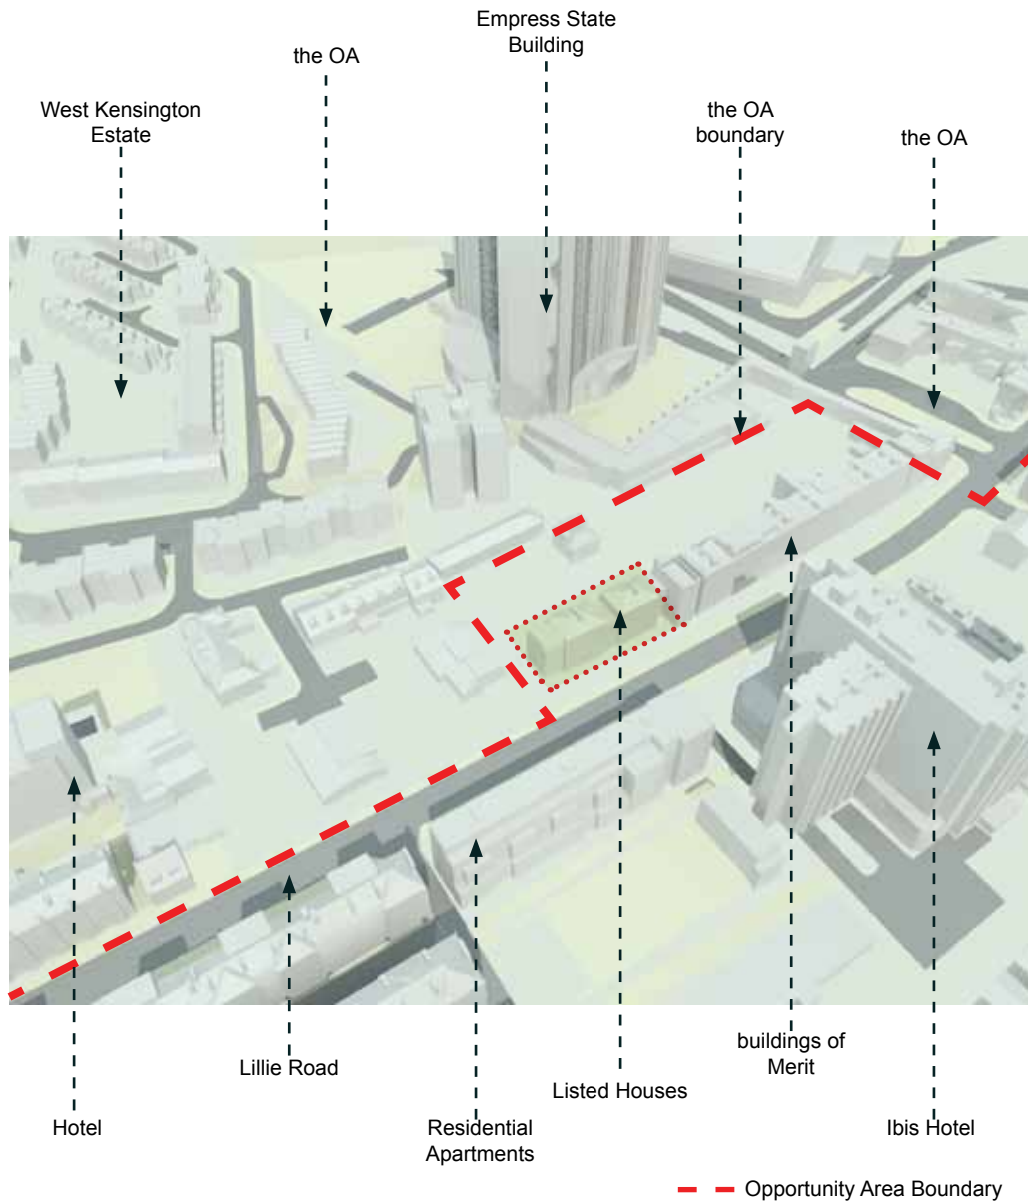 Empress State
Building
the OA
West Kensington
Estate
the OA
boundary
the OA
Lillie Road
buildings of
Merit
Listed Houses
Hotel
Residential
Apartments
Ibis Hotel
Opportunity Area Boundary